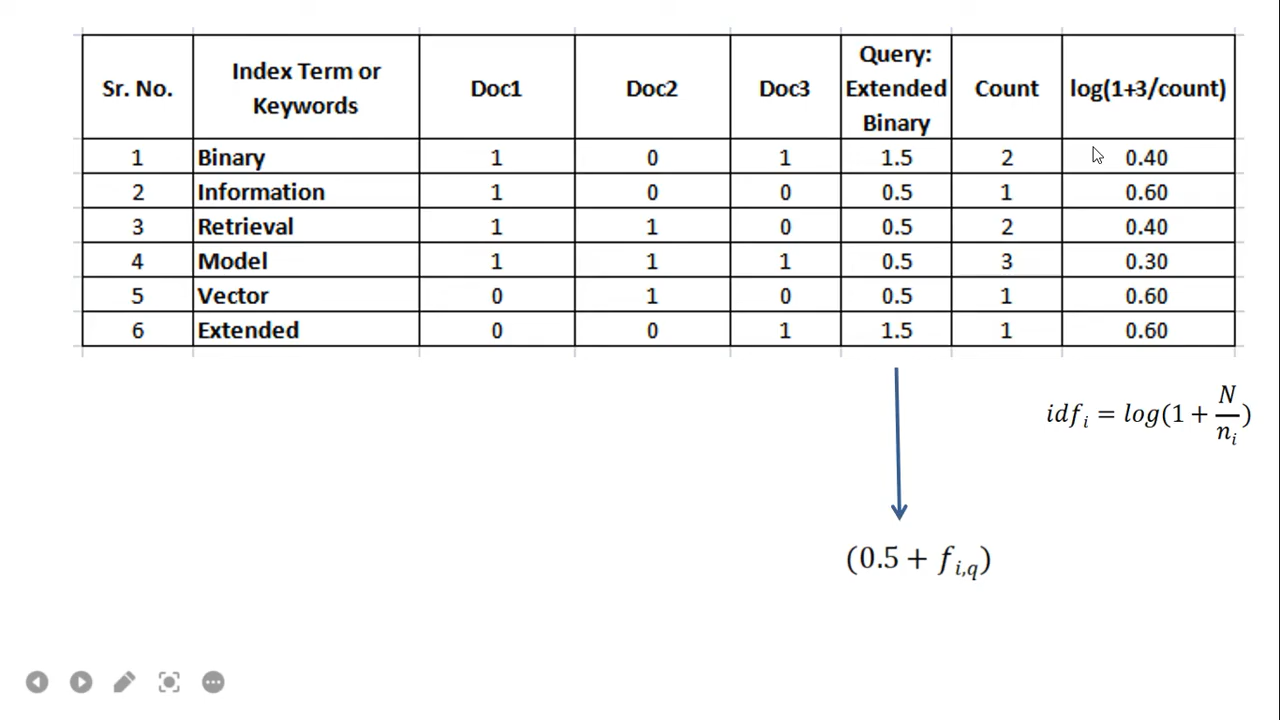 Sr. No. Index Term or Keywords Doc1 Doc2 Doc3 Query: Extended Binary Count log(1+3/count)
1 Binary 1 0 1 1.5 2 0.40
2 Information 1 0 0 0.5 1 0.60
3 Retrieval 1 1 0 0.5 2 0.40
4 Model 1 1 1 0.5 3 0.30
5 Vector 0 1 0 0.5 1 0.60
6 Extended 0 0 1 1.5 1 0.60
idf_i = log(1 + N/n_i)
(0.5 + f_{i,q})